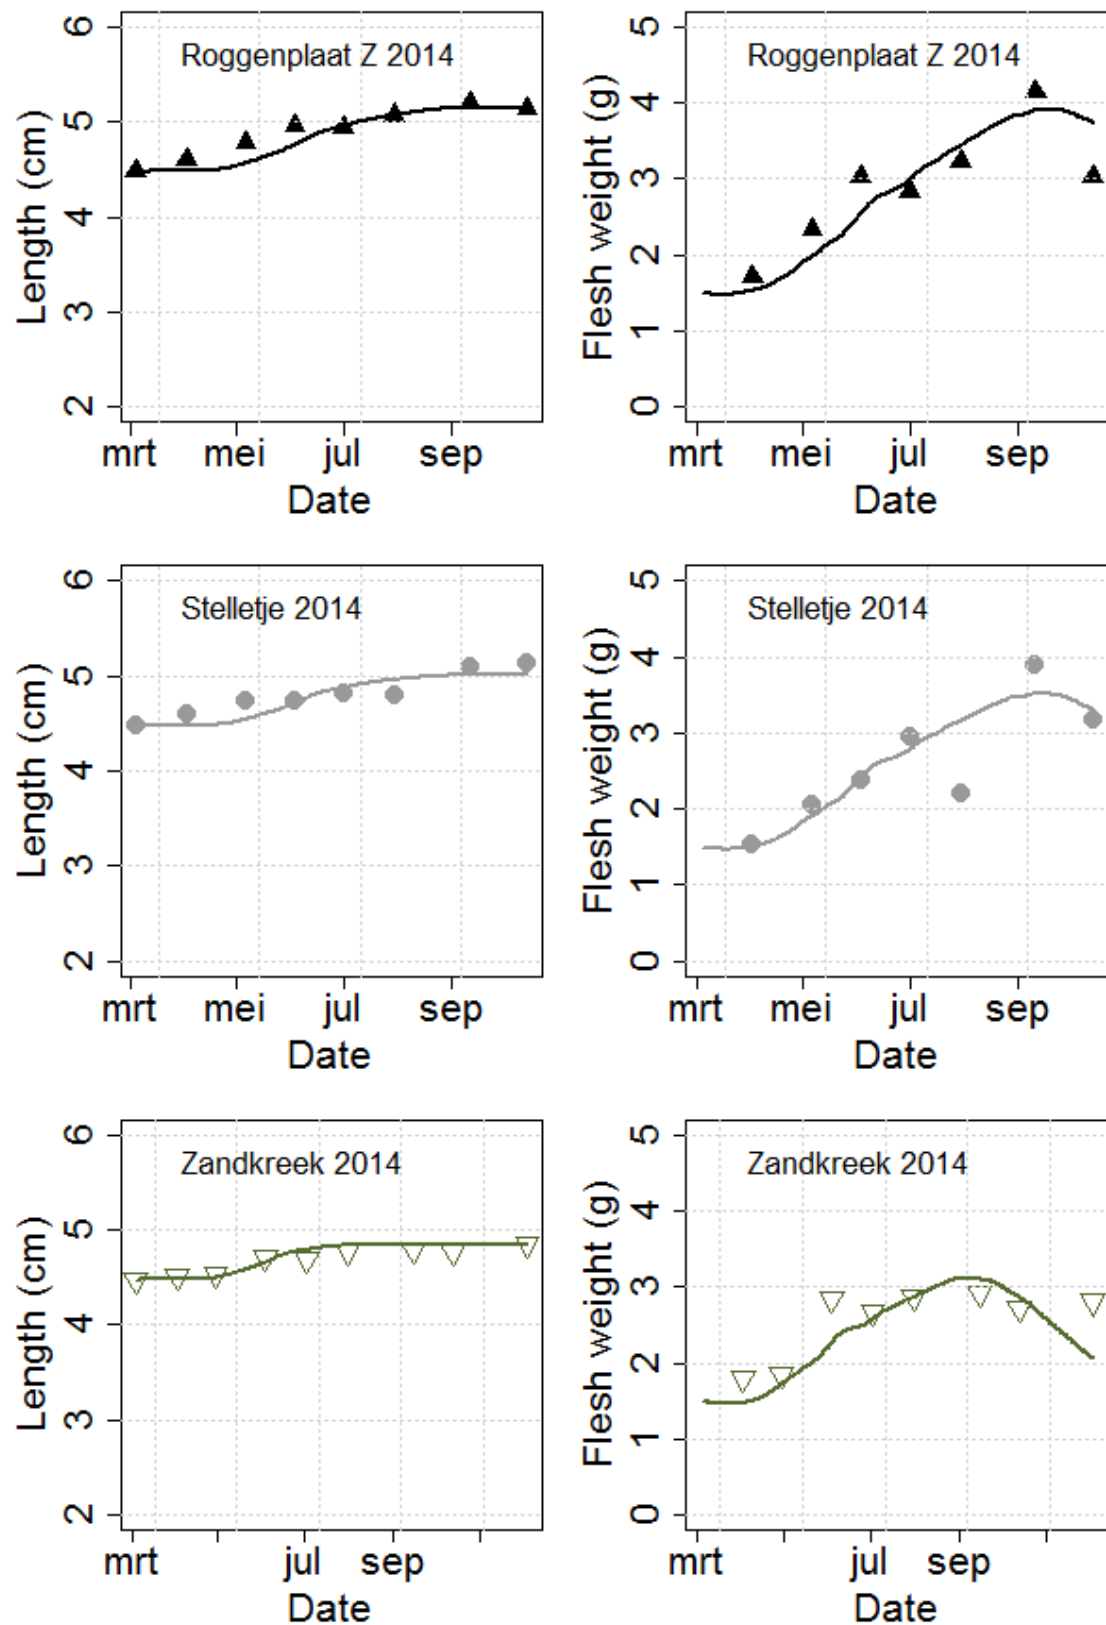 Roggenplaat Z 2014
Length (cm)
6
5
4
3
2
mrt mei jul sep
Date
Roggenplaat Z 2014
Flesh weight (g)
5
4
3
2
1
0
mrt mei jul sep
Date
Stelletje 2014
Length (cm)
6
5
4
3
2
mrt mei jul sep
Date
Stelletje 2014
Flesh weight (g)
5
4
3
2
1
0
mrt mei jul sep
Date
Zandkreek 2014
Length (cm)
6
5
4
3
2
mrt jul sep
Date
Zandkreek 2014
Flesh weight (g)
5
4
3
2
1
0
mrt jul sep
Date